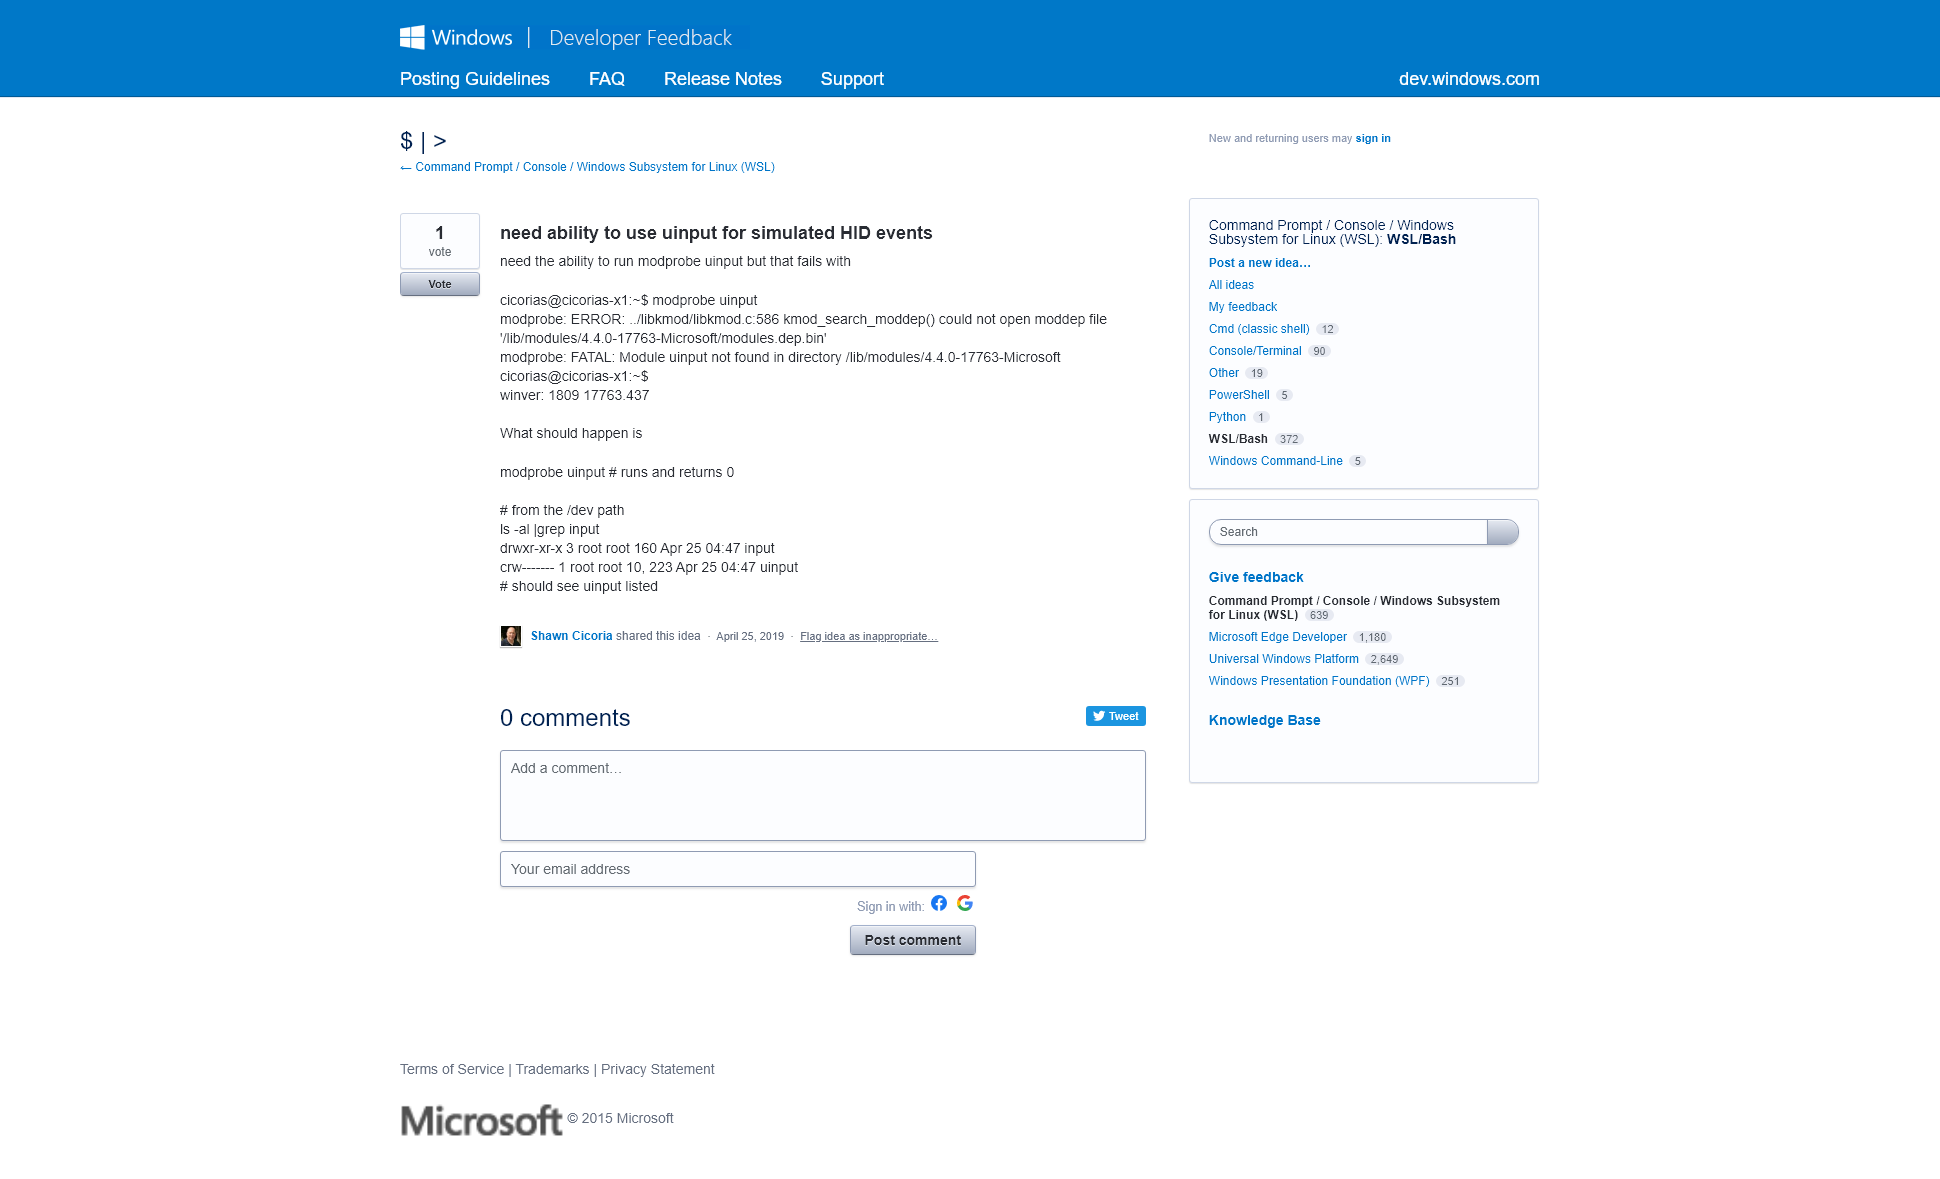 Windows | Developer Feedback
Posting Guidelines FAQ Release Notes Support dev.windows.com
$ | >
New and returning users may sign in
← Command Prompt / Console / Windows Subsystem for Linux (WSL)
1
vote
Vote
need ability to use uinput for simulated HID events
need the ability to run modprobe uinput but that fails with
cicorias@cicorias-x1:~$ modprobe uinput
modprobe: ERROR: ../libkmod/libkmod.c:586 kmod_search_moddep() could not open moddep file
'/lib/modules/4.4.0-17763-Microsoft/modules.dep.bin'
modprobe: FATAL: Module uinput not found in directory /lib/modules/4.4.0-17763-Microsoft
cicorias@cicorias-x1:~$
winver: 1809 17763.437
What should happen is
modprobe uinput # runs and returns 0
# from the /dev path
ls -al |grep input
drwxr-xr-x 3 root root 160 Apr 25 04:47 input
crw------- 1 root root 10, 223 Apr 25 04:47 uinput
# should see uinput listed
Shawn Cicoria shared this idea · April 25, 2019 · Flag idea as inappropriate…
0 comments
Tweet
Add a comment…
Your email address
Sign in with:
Post comment
Command Prompt / Console / Windows
Subsystem for Linux (WSL): WSL/Bash
Post a new idea…
All ideas
My feedback
Cmd (classic shell) 12
Console/Terminal 90
Other 19
PowerShell 5
Python 1
WSL/Bash 372
Windows Command-Line 5
Search
Give feedback
Command Prompt / Console / Windows Subsystem
for Linux (WSL) 639
Microsoft Edge Developer 1,180
Universal Windows Platform 2,649
Windows Presentation Foundation (WPF) 251
Knowledge Base
Terms of Service | Trademarks | Privacy Statement
Microsoft © 2015 Microsoft